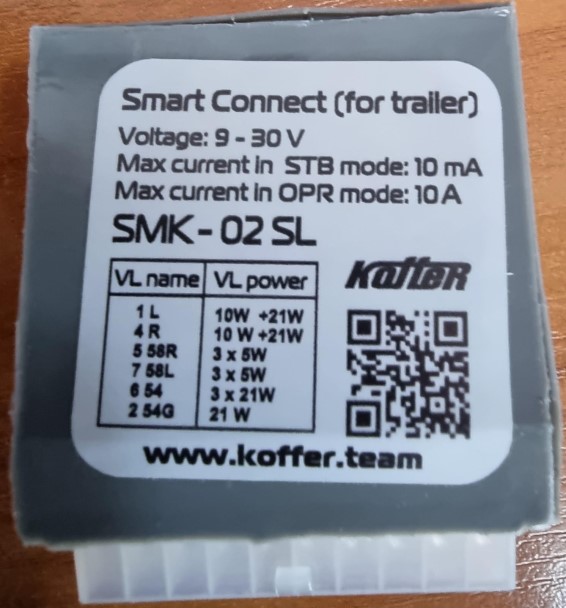 Smart Connect (for trailer)
Voltage: 9 - 30 V
Max current in STB mode: 10 mA
Max current in OPR mode: 10 A
SMK - 02 SL
VL name VL power
1 L 10W +21W
4 R 10 W +21W
5 58R 3 x 5W
7 58L 3 x 5W
6 54 3 x 21W
2 54G 21 W
Koffer
www.koffer.team